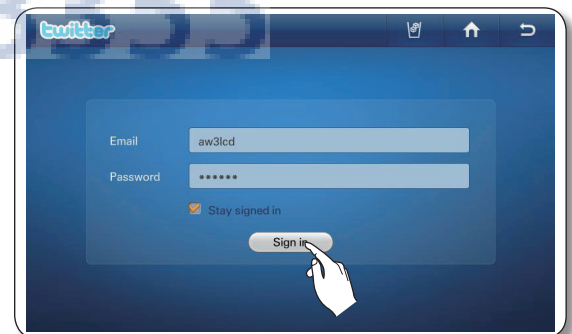 twitter
Email
aw3lcd
Password
••••••
Stay signed in
Sign in